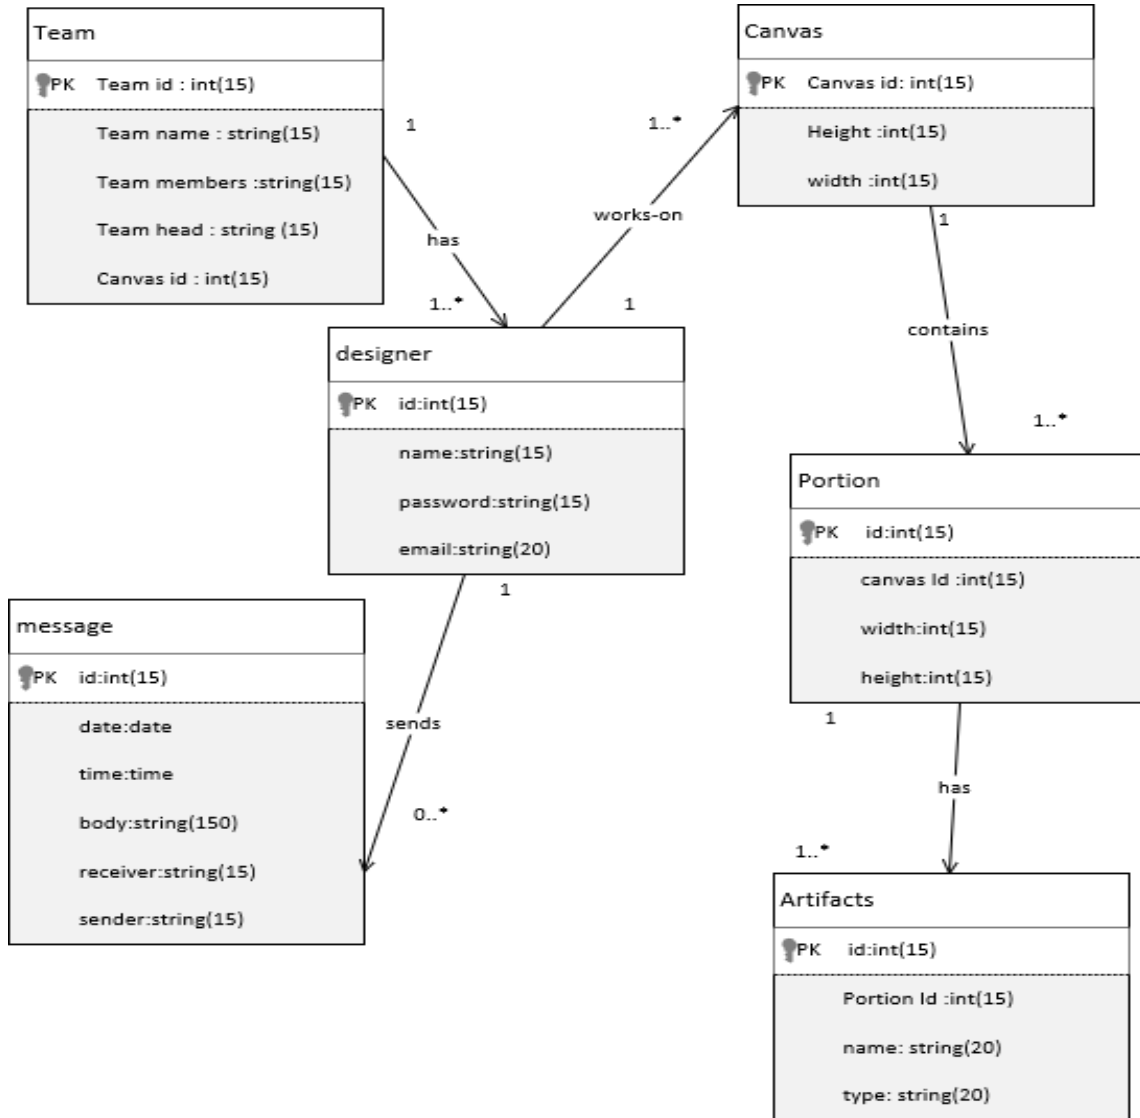 Team
PK Team id : int(15)
Team name : string(15)
Team members :string(15)
Team head : string (15)
Canvas id : int(15)
1
has
1..*
Canvas
PK Canvas id: int(15)
Height :int(15)
width :int(15)
1..*
works-on
1
designer
PK id:int(15)
name:string(15)
password:string(15)
email:string(20)
1
sends
0..*
message
PK id:int(15)
date:date
time:time
body:string(150)
receiver:string(15)
sender:string(15)
1
contains
1..*
Portion
PK id:int(15)
canvas Id :int(15)
width:int(15)
height:int(15)
1
has
1..*
Artifacts
PK id:int(15)
Portion Id :int(15)
name: string(20)
type: string(20)